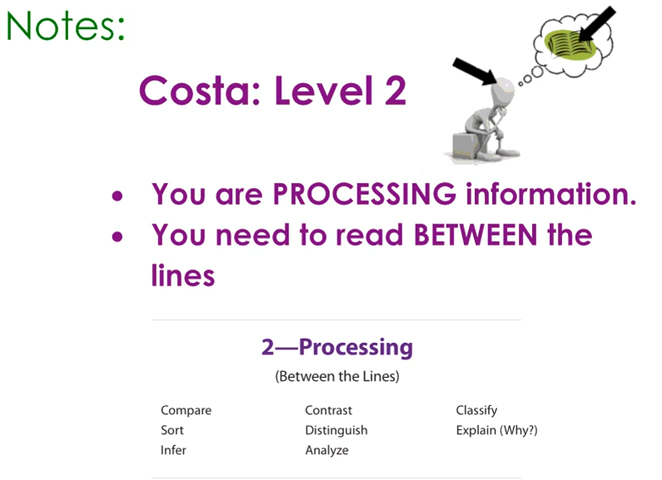 Notes:
Costa: Level 2
• You are PROCESSING information.
• You need to read BETWEEN the
lines
2—Processing
(Between the Lines)
Compare Contrast Classify
Sort Distinguish Explain (Why?)
Infer Analyze